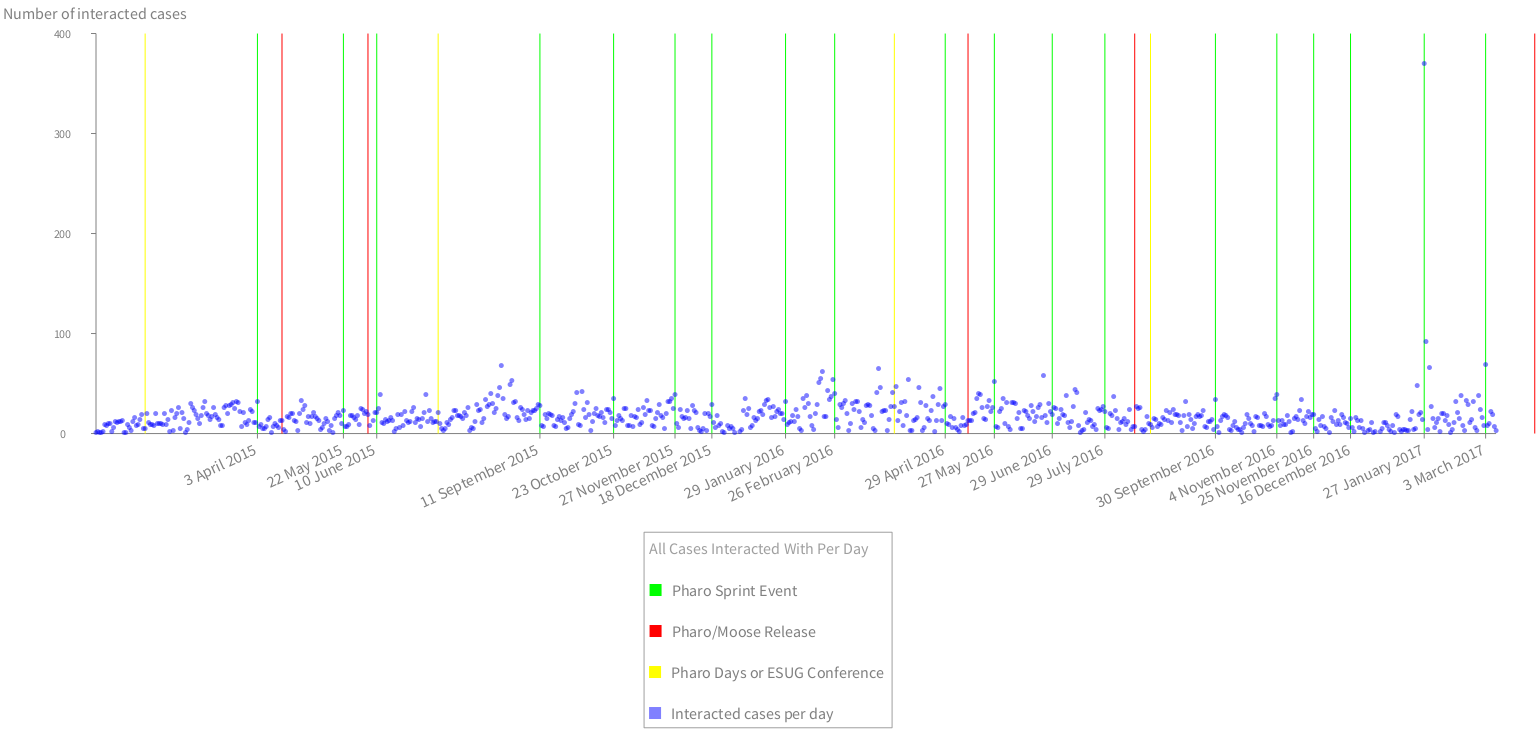 Number of interacted cases
400
300
200
100
0
3 April 2015
22 May 2015
10 June 2015
11 September 2015
23 October 2015
27 November 2015
18 December 2015
29 January 2016
26 February 2016
29 April 2016
27 May 2016
29 June 2016
29 July 2016
30 September 2016
4 November 2016
25 November 2016
16 December 2016
27 January 2017
3 March 2017
All Cases Interacted With Per Day
Pharo Sprint Event
Pharo/Moose Release
Pharo Days or ESUG Conference
Interacted cases per day